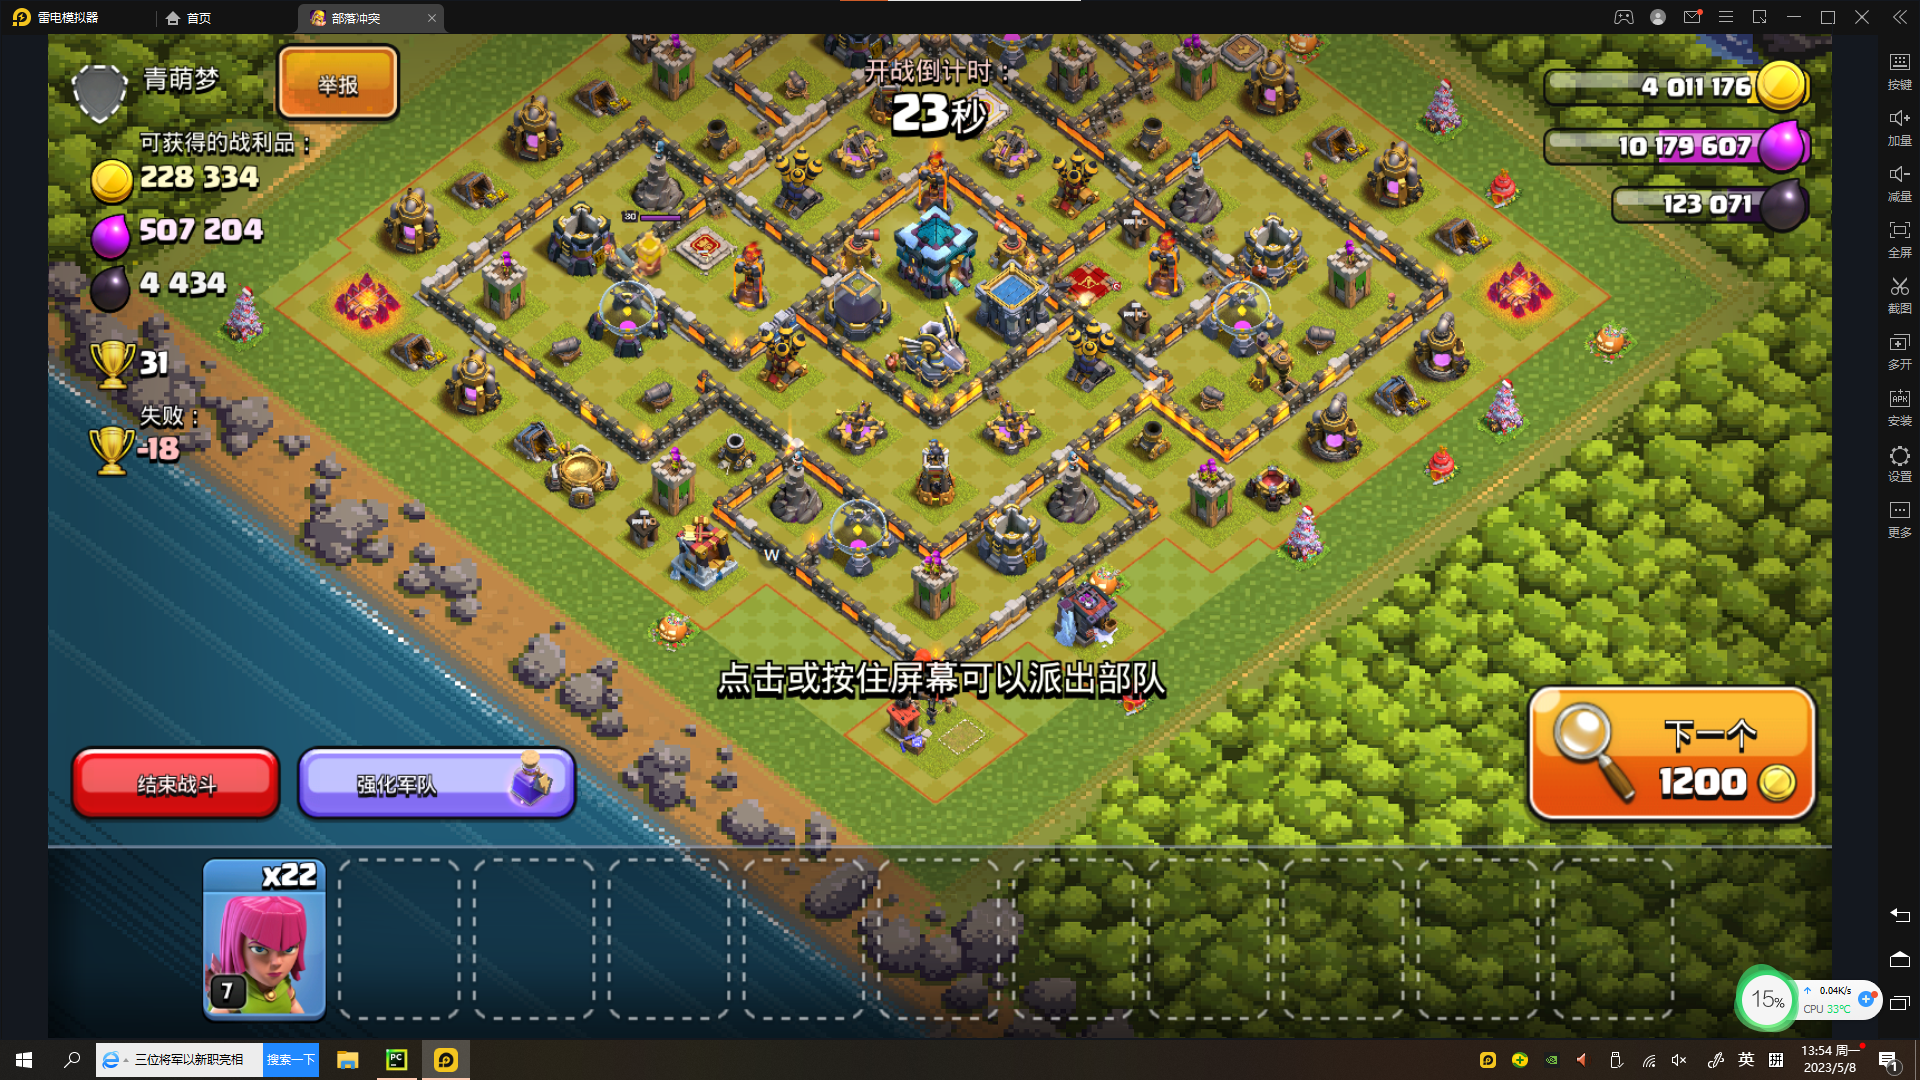 雷电模拟器
首页
部落冲突
青萌梦
举报
可获得的战利品：
228 334
507 204
4 434
31
失败：
-18
开战倒计时：
23秒
30
W
4 011 176
10 179 607
123 071
按键
加量
减量
全屏
截图
多开
APK
安装
设置
更多
点击或按住屏幕可以派出部队
结束战斗
强化军队
下一个
1200
x22
7
15%
0.04K/s
CPU 33°C
三位将军以新职亮相
搜索一下
PC
英
拼
13:54 周一
2023/5/8
1